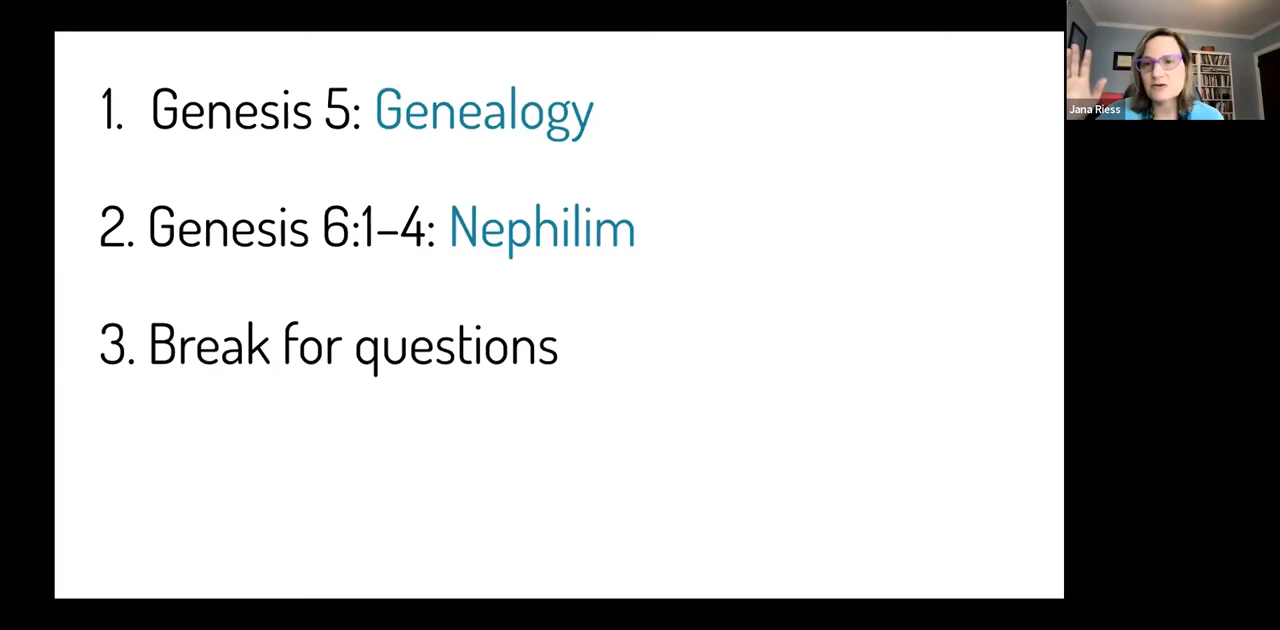 1. Genesis 5: Genealogy
2. Genesis 6:1–4: Nephilim
3. Break for questions
Jana Riess